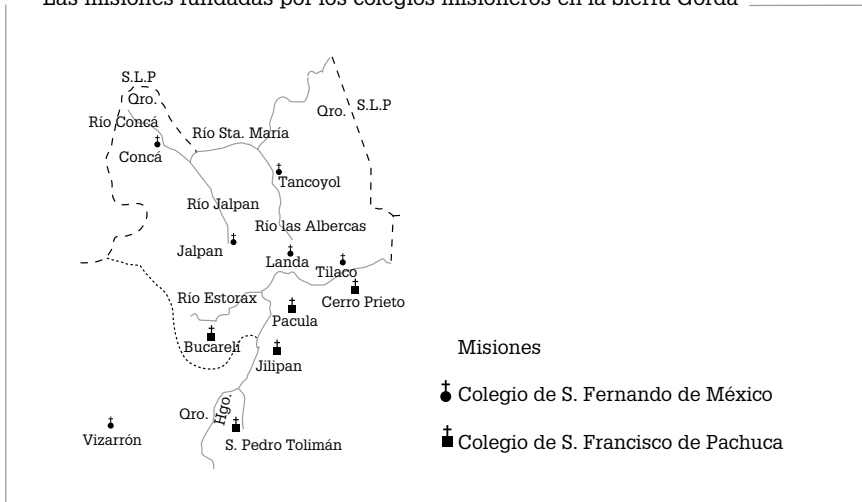 Las misiones fundadas por los colegios misioneros en la Sierra Gorda
S.L.P
Qro.
Qro.
S.L.P
Río Concá
Río Sta. María
Concá
Tancoyol
Río Jalpan
Río las Albercas
Jalpan
Landa
Tilaco
Río Estorax
Cerro Prieto
Pacula
Bucareli
Jilipan
Misiones
Colegio de S. Fernando de México
Qro.
Hgo.
Vizarrón
S. Pedro Tolimán
Colegio de S. Francisco de Pachuca